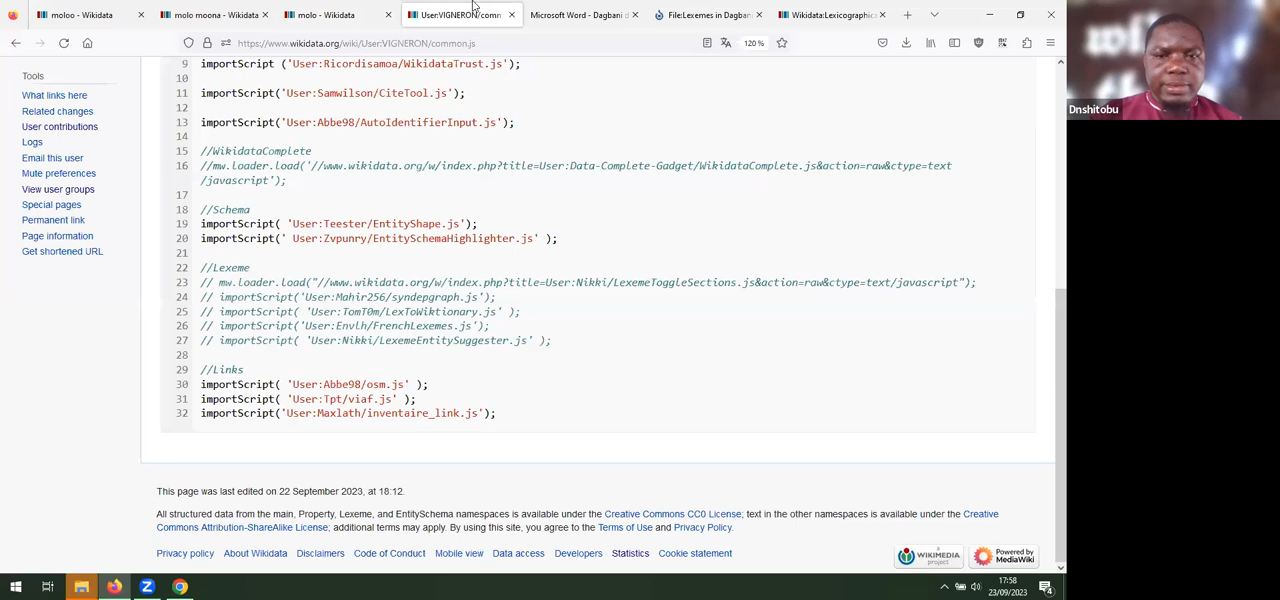 moloo - Wikidata
molo moona - Wikidata
molo - Wikidata
User:VIGNERON/comm
Microsoft Word - Dagbani d
File:Lexemes in Dagbani
Wikidata:Lexicographica
https://www.wikidata.org/wiki/User:VIGNERON/common.js
120 %
Dnshitobu
Tools
What links here
Related changes
User contributions
Logs
Email this user
Mute preferences
View user groups
Special pages
Permanent link
Page information
Get shortened URL
9 importScript ('User:Ricordisamoa/WikidataTrust.js');
10
11 importScript('User:Samwilson/CiteTool.js');
12
13 importScript('User:Abbe98/AutoIdentifierInput.js');
14
15 //WikidataComplete
16 //mw.loader.load('//www.wikidata.org/w/index.php?title=User:Data-Complete-Gadget/WikidataComplete.js&action=raw&ctype=text
/javascript');
17
18 //Schema
19 importScript( 'User:Teester/EntityShape.js');
20 importScript(' User:Zvpunry/EntitySchemaHighlighter.js' );
21
22 //Lexeme
23 // mw.loader.load("//www.wikidata.org/w/index.php?title=User:Nikki/LexemeToggleSections.js&action=raw&ctype=text/javascript");
24 // importScript('User:Mahir256/syndepgraph.js');
25 // importScript( 'User:TomT0m/LexToWiktionary.js' );
26 // importScript('User:Envlh/FrenchLexemes.js');
27 // importScript( 'User:Nikki/LexemeEntitySuggester.js' );
28
29 //Links
30 importScript( 'User:Abbe98/osm.js' );
31 importScript( 'User:Tpt/viaf.js' );
32 importScript('User:Maxlath/inventaire_link.js');
This page was last edited on 22 September 2023, at 18:12.
All structured data from the main, Property, Lexeme, and EntitySchema namespaces is available under the Creative Commons CC0 License; text in the other namespaces is available under the Creative
Commons Attribution-ShareAlike License; additional terms may apply. By using this site, you agree to the Terms of Use and Privacy Policy.
Privacy policy About Wikidata Disclaimers Code of Conduct Mobile view Data access Developers Statistics Cookie statement
WIKIMEDIA
project
Powered by
MediaWiki
17:58
23/09/2023
4